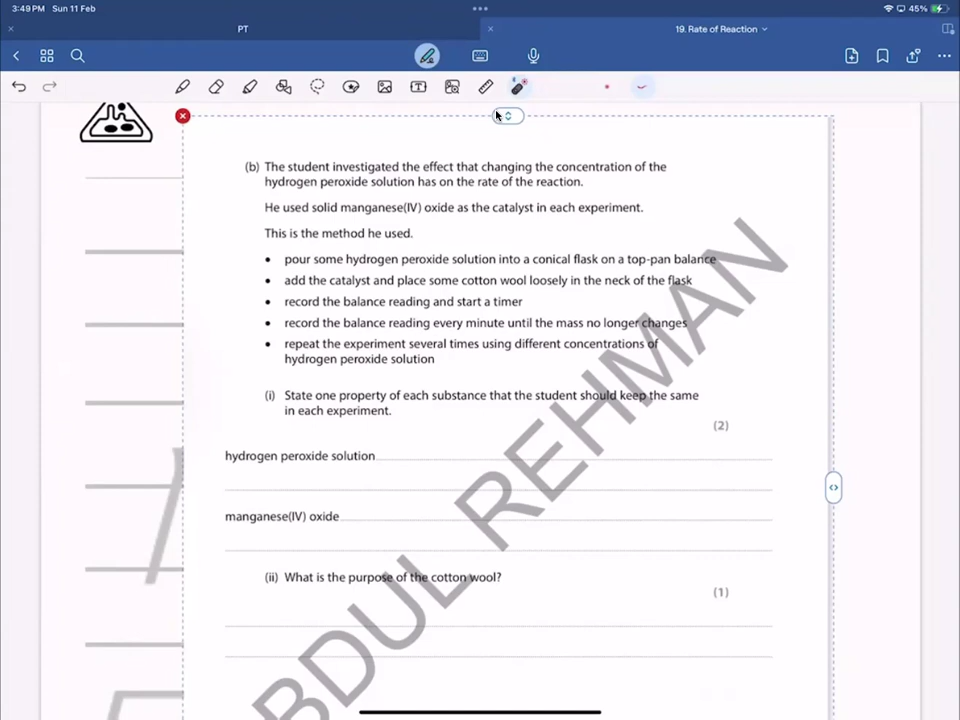 3:49 PM Sun 11 Feb
45%
PT
19. Rate of Reaction
(b) The student investigated the effect that changing the concentration of the
hydrogen peroxide solution has on the rate of the reaction.
He used solid manganese(IV) oxide as the catalyst in each experiment.
This is the method he used.
• pour some hydrogen peroxide solution into a conical flask on a top-pan balance
• add the catalyst and place some cotton wool loosely in the neck of the flask
• record the balance reading and start a timer
• record the balance reading every minute until the mass no longer changes
• repeat the experiment several times using different concentrations of
hydrogen peroxide solution
(i) State one property of each substance that the student should keep the same
in each experiment.
(2)
hydrogen peroxide solution
manganese(IV) oxide
(ii) What is the purpose of the cotton wool?
(1)
BDUL REHMAN